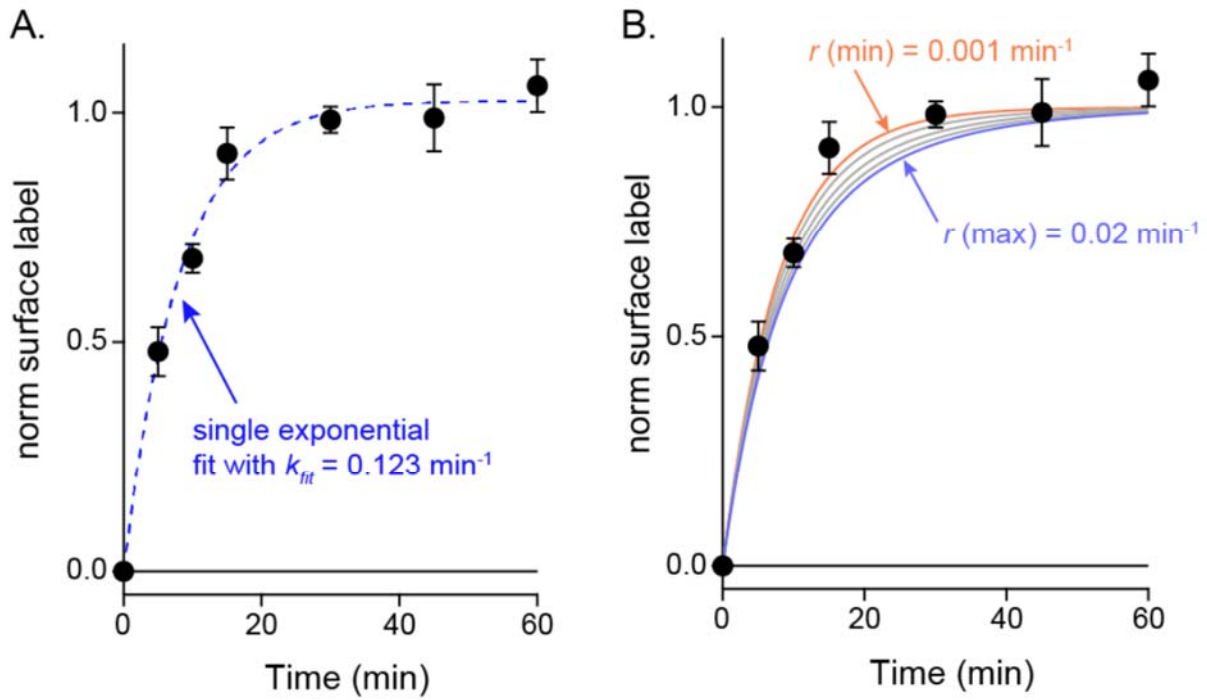 A.
norm surface label
1.0
0.5
0.0
single exponential
fit with k_fit = 0.123 min⁻¹
0 20 40 60
Time (min)
B.
norm surface label
1.0
0.5
0.0
r (min) = 0.001 min⁻¹
r (max) = 0.02 min⁻¹
0 20 40 60
Time (min)